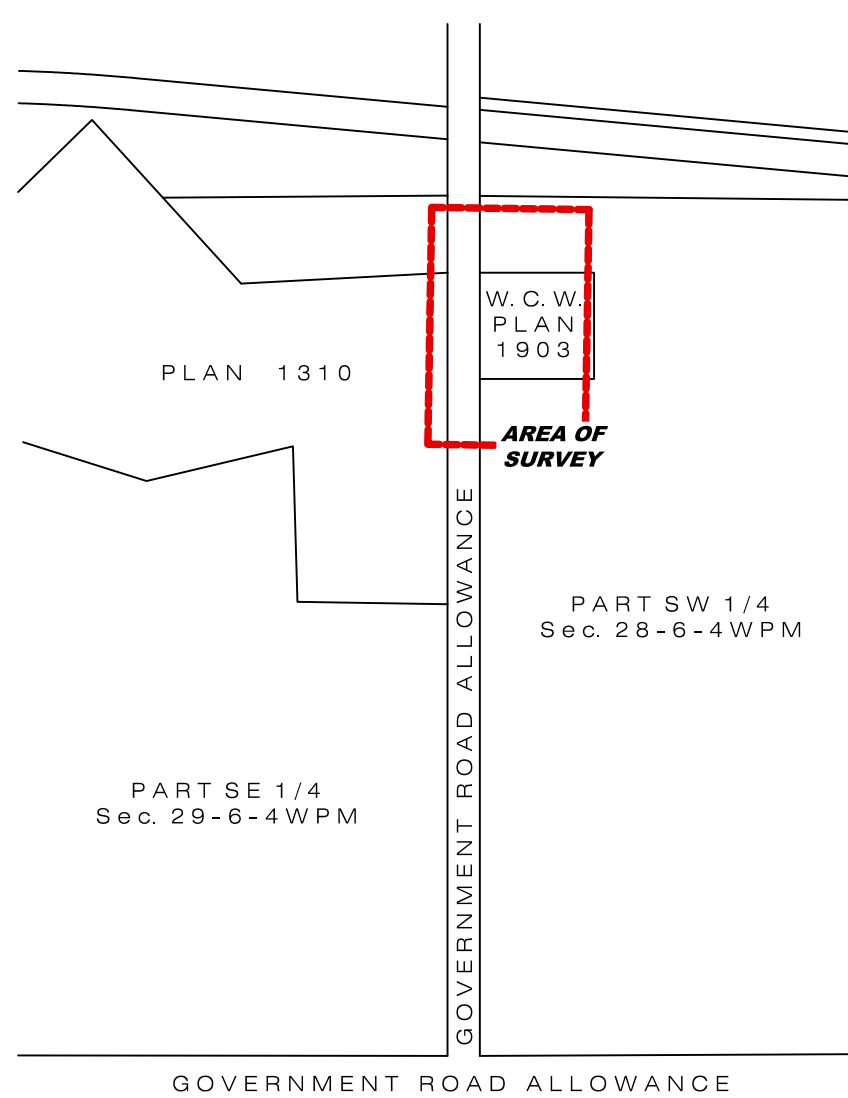 W. C. W.
PLAN
1903
PLAN 1310
AREA OF
SURVEY
GOVERNMENT ROAD ALLOWANCE
PART SW 1/4
Sec. 28-6-4WPM
PART SE 1/4
Sec. 29-6-4WPM
GOVERNMENT ROAD ALLOWANCE